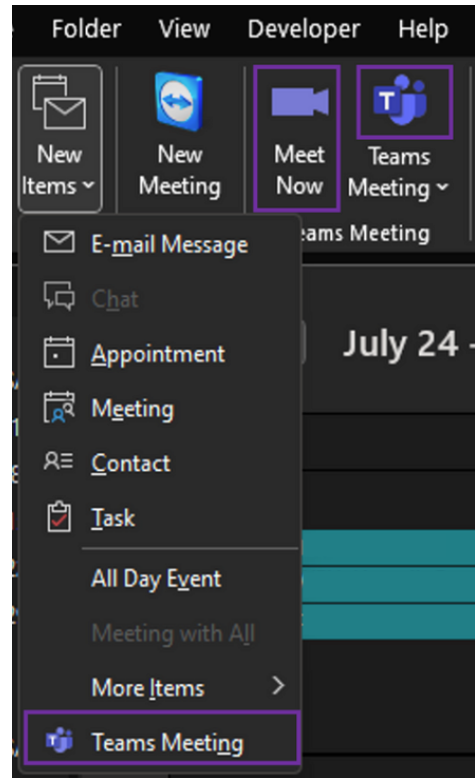 Folder View Developer Help
New Items
New Meeting
Meet Now
Teams Meeting
eams Meeting
E-mail Message
Chat
Appointment
Meeting
Contact
Task
All Day Event
Meeting with All
More Items
Teams Meeting
July 24 -